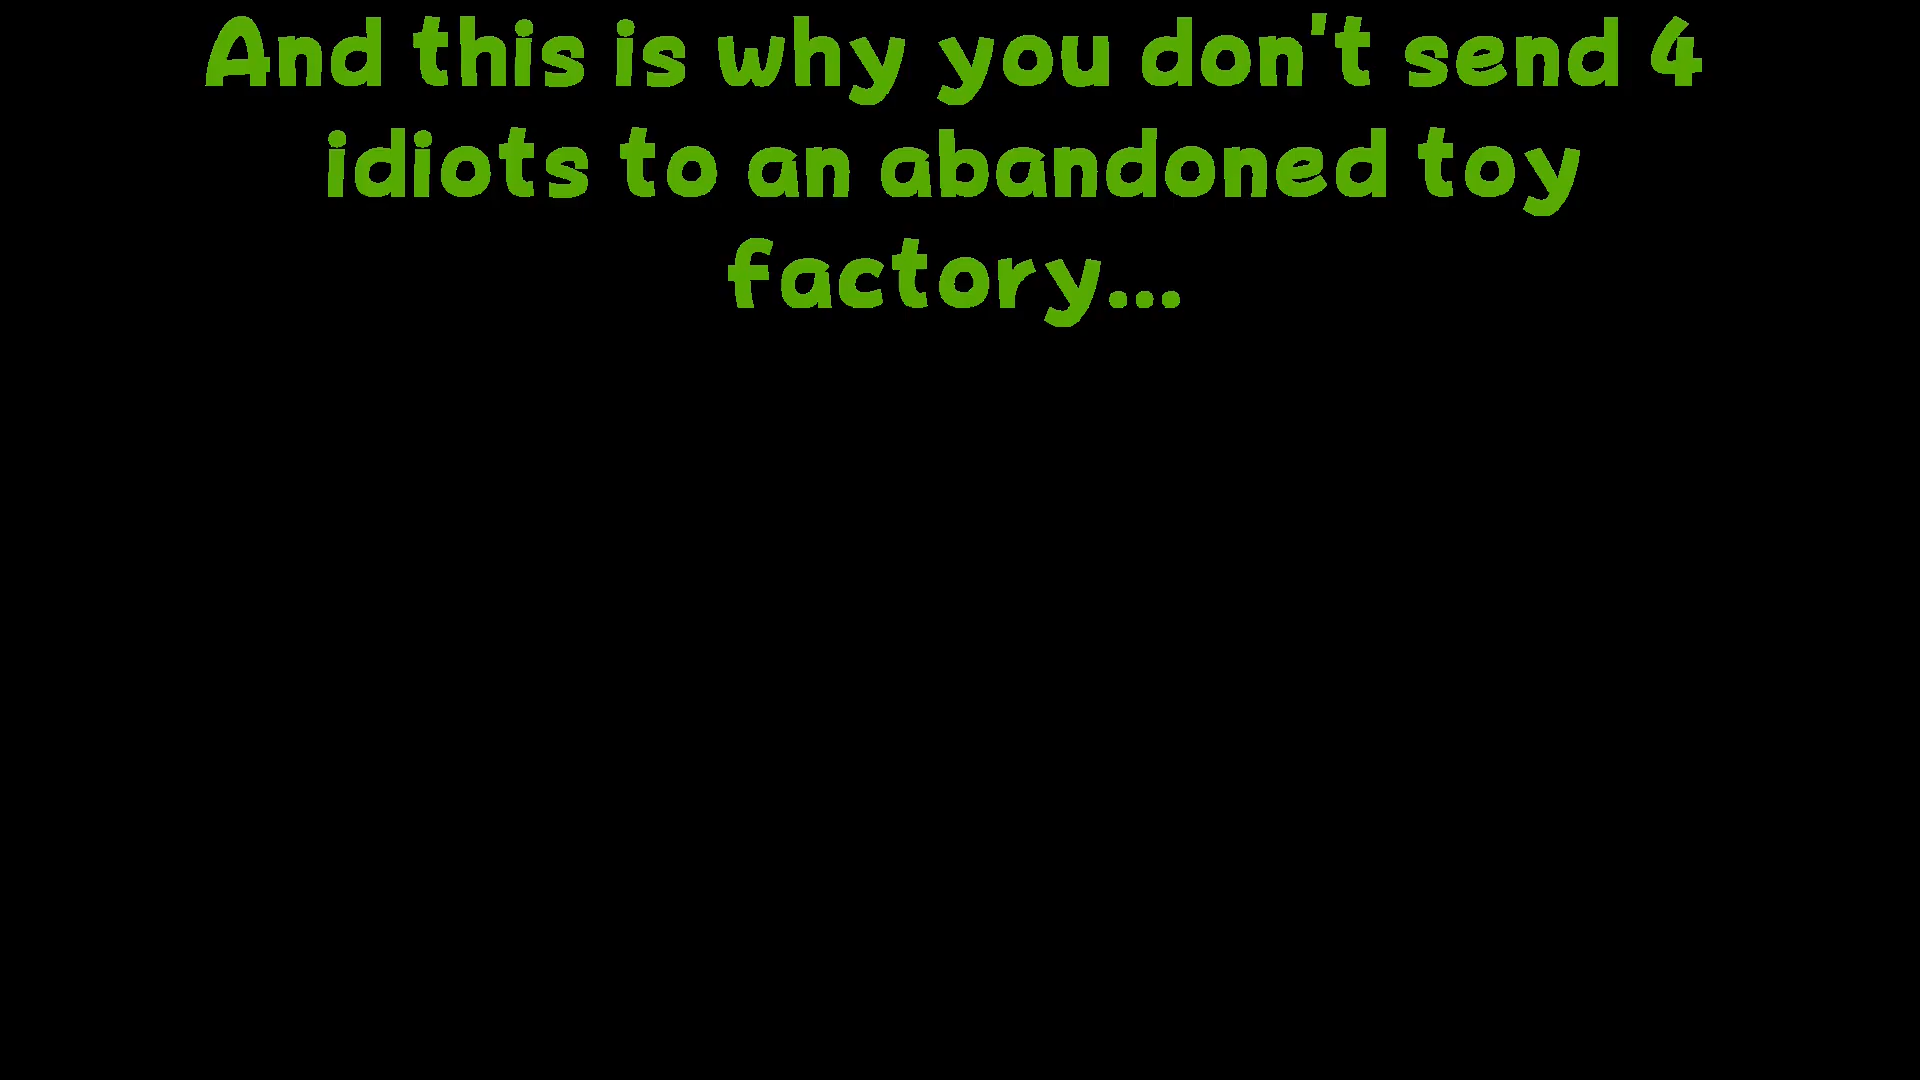 And this is why you don't send 4
idiots to an abandoned toy
factory...